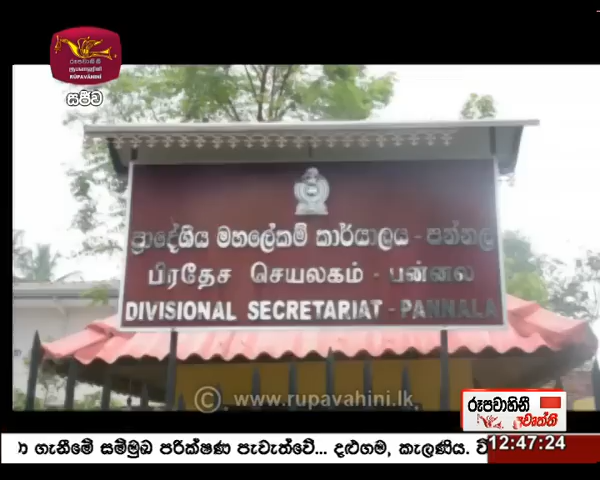 රූපවාහිනී
ரூபவாஹினி
RUPAVAHINI
සජීවී
ප්‍රාදේශීය මහලේකම් කාර්යාලය - පන්නල
பிரதேச செயலகம் - பன்னல
DIVISIONAL SECRETARIAT - PANNALA
© www.rupavahini.lk
රූපවාහිනී
පුවත්
ගැනීමේ සම්මුඛ පරික්ෂණ පැවැත්වේ... දළුගම, කැලණිය.
12:47:24